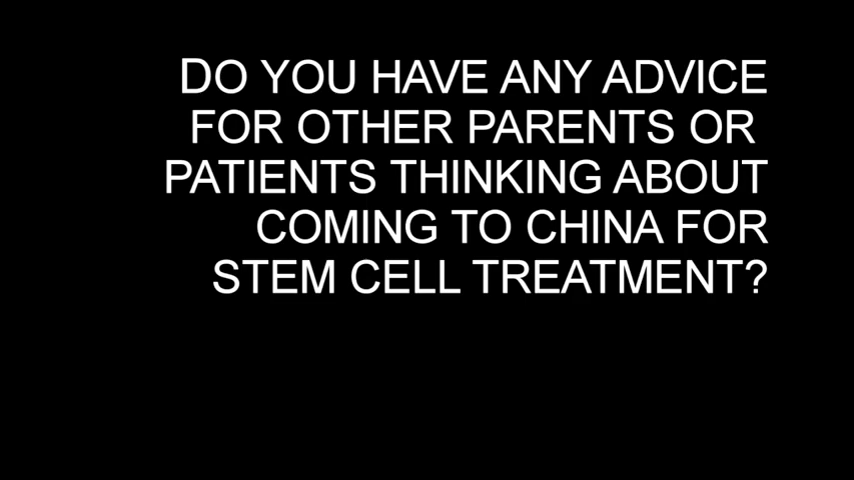 DO YOU HAVE ANY ADVICE
FOR OTHER PARENTS OR
PATIENTS THINKING ABOUT
COMING TO CHINA FOR
STEM CELL TREATMENT?